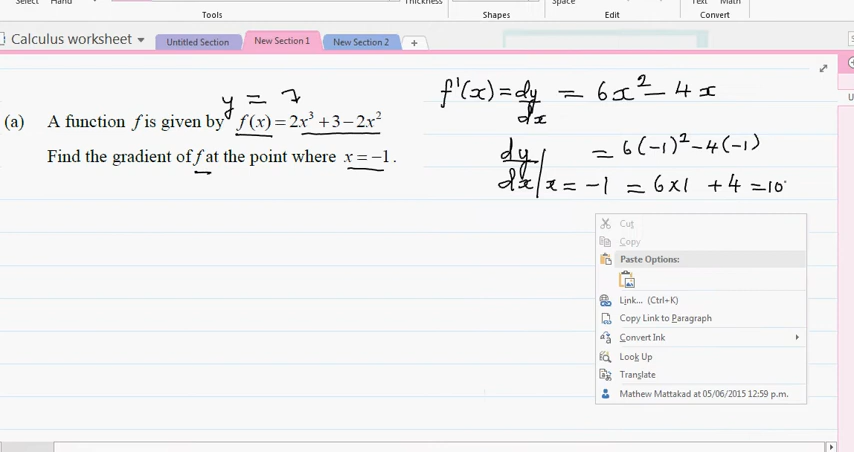 Select Hand Thickness Space Text Math
Tools Shapes Edit Convert
Calculus worksheet Untitled Section New Section 1 New Section 2 +
f'(x) = dy/dx = 6x² − 4x
y =
(a) A function f is given by f(x) = 2x³ + 3 − 2x²
Find the gradient of f at the point where x = −1.
dy/dx | x = −1 = 6(−1)² − 4(−1)
= 6×1 + 4 = 10
Cut
Copy
Paste Options:
Link... (Ctrl+K)
Copy Link to Paragraph
Convert Ink
Look Up
Translate
Mathew Mattakad at 05/06/2015 12:59 p.m.